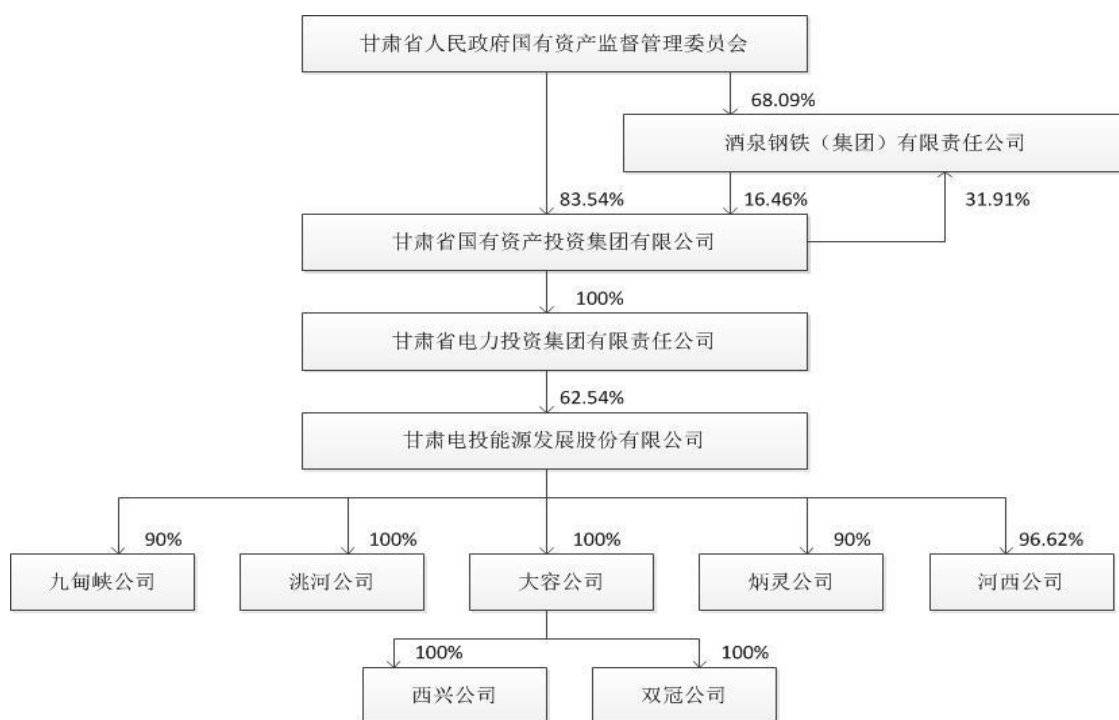 甘肃省人民政府国有资产监督管理委员会
68.09%
酒泉钢铁（集团）有限责任公司
83.54%
16.46%
31.91%
甘肃省国有资产投资集团有限公司
100%
甘肃省电力投资集团有限责任公司
62.54%
甘肃电投能源发展股份有限公司
90%
100%
100%
90%
96.62%
九甸峡公司
洮河公司
大容公司
炳灵公司
河西公司
100%
100%
西兴公司
双冠公司